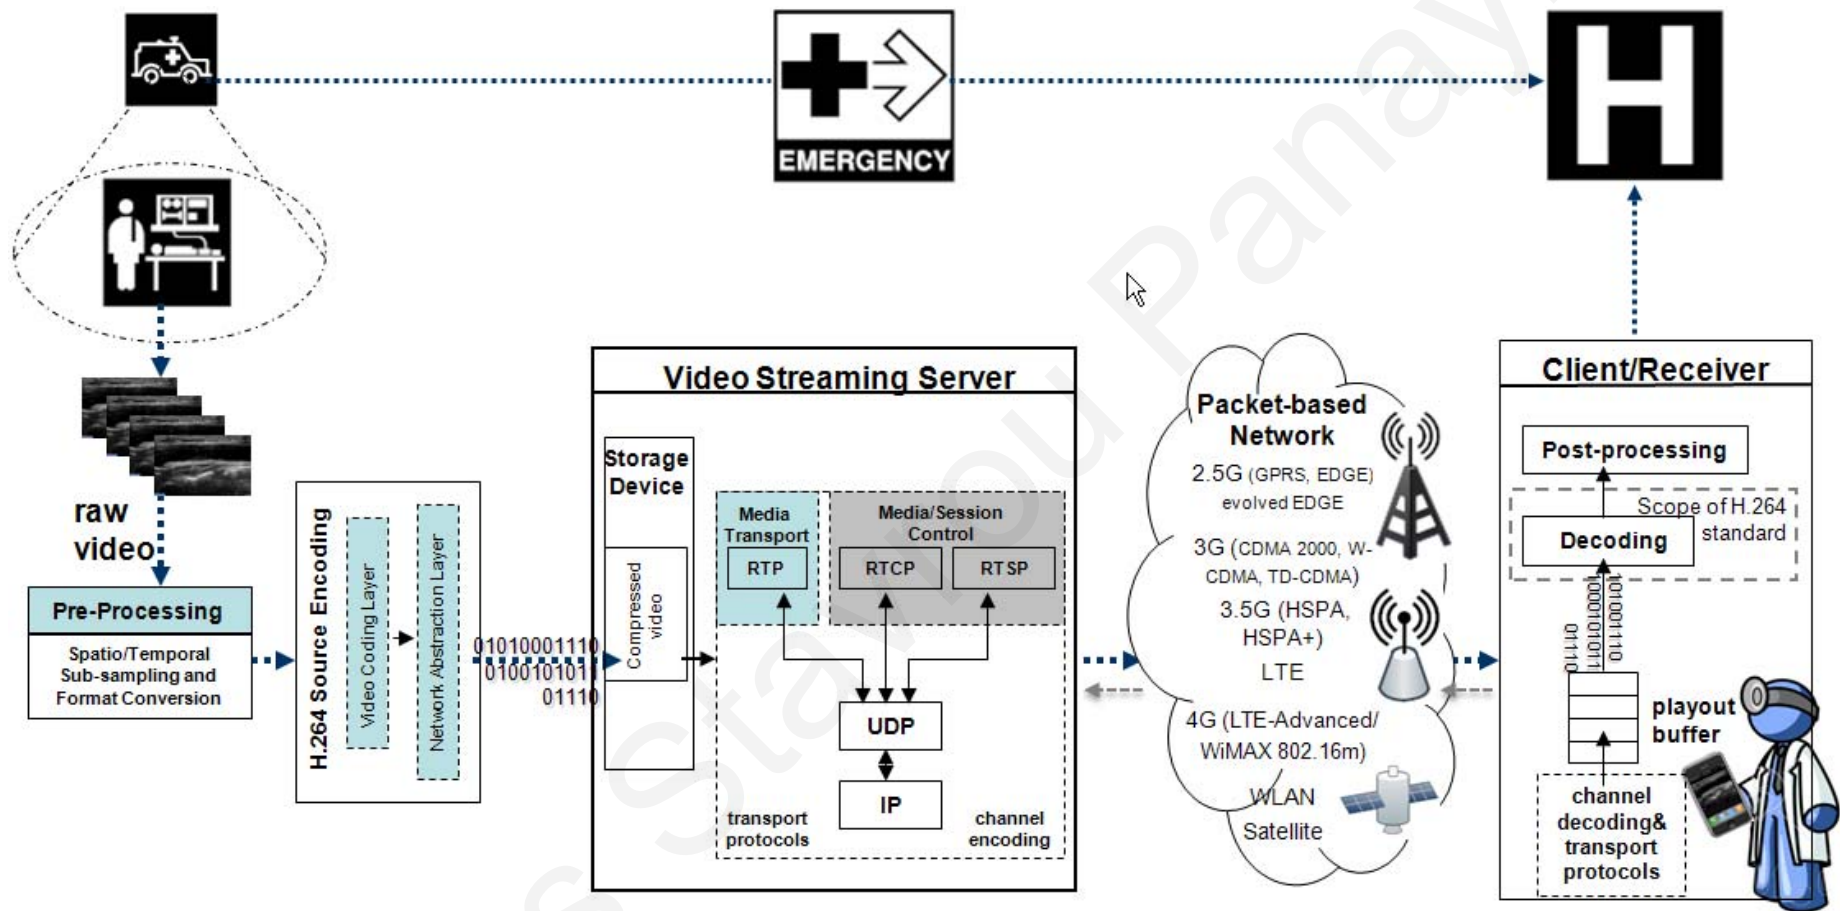 H
EMERGENCY
raw
video
Pre-Processing
Spatio/Temporal
Sub-sampling and
Format Conversion
H.264 Source Encoding
Video Coding Layer
Network Abstraction Layer
01010001110
0100101011
01110
Video Streaming Server
Storage
Device
Compressed
video
Media
Transport
RTP
Media/Session
Control
RTCP
RTSP
UDP
IP
transport
protocols
channel
encoding
Packet-based
Network
2.5G (GPRS, EDGE)
evolved EDGE
3G (CDMA 2000, W-
CDMA, TD-CDMA)
3.5G (HSPA,
HSPA+)
LTE
4G (LTE-Advanced/
WiMAX 802.16m)
WLAN
Satellite
Client/Receiver
Post-processing
Scope of H.264
standard
Decoding
01110
playout
buffer
channel
decoding&
transport
protocols
s Stavrou Panay